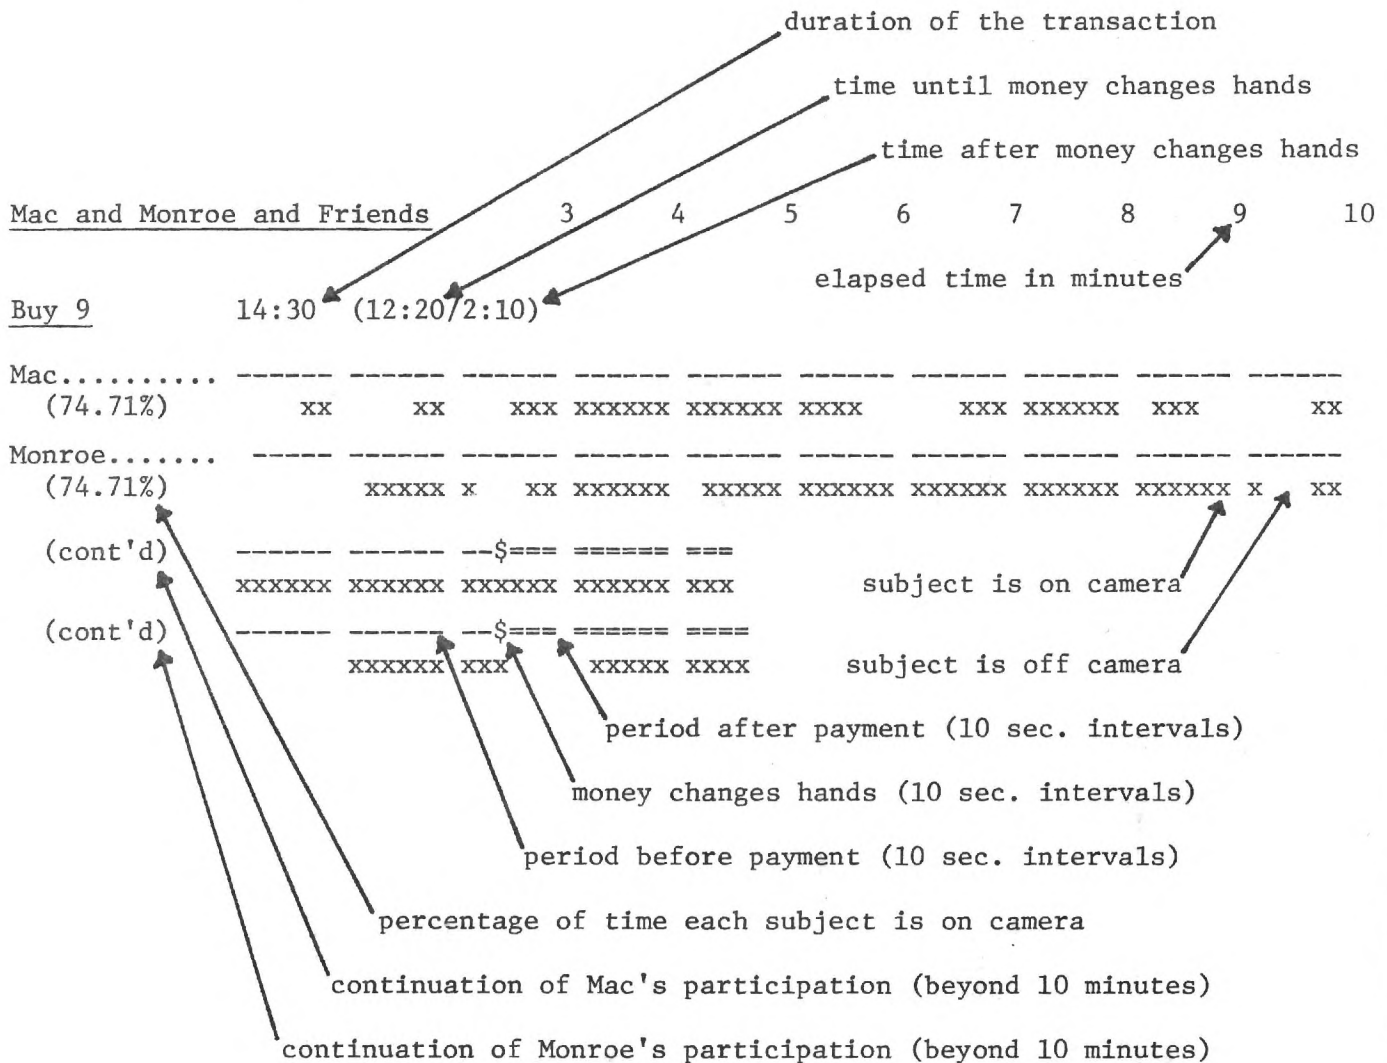 duration of the transaction
time until money changes hands
time after money changes hands
Mac and Monroe and Friends 3 4 5 6 7 8 9 10
elapsed time in minutes
Buy 9 14:30 (12:20/2:10)
Mac.......... ------ ------ ------ ------ ------ ------ ------ ------ ------ ------
(74.71%) xx xx xxx xxxxxx xxxxxx xxxx xxx xxxxxx xxx xx
Monroe....... ----- ------ ------ ------ ------ ------ ------ ------ ------ ------
(74.71%) xxxxx x xx xxxxxx xxxxx xxxxxx xxxxxx xxxxxx xxxxxx x xx
(cont'd) ------ ------ --$=== ====== ===
xxxxxx xxxxxx xxxxxx xxxxxx xxx subject is on camera
(cont'd) ------ ------ --$=== ====== ====
xxxxxx xxx xxxxx xxxx subject is off camera
period after payment (10 sec. intervals)
money changes hands (10 sec. intervals)
period before payment (10 sec. intervals)
percentage of time each subject is on camera
continuation of Mac's participation (beyond 10 minutes)
continuation of Monroe's participation (beyond 10 minutes)